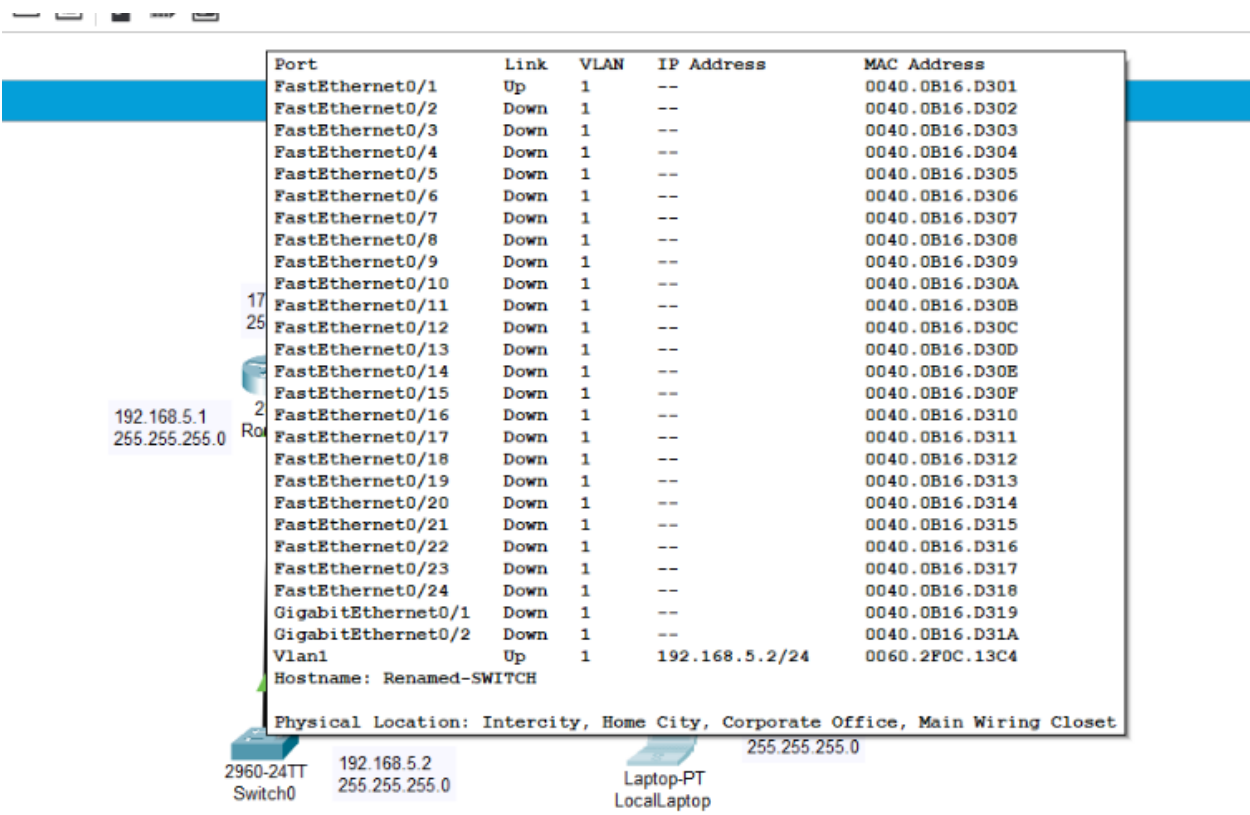 Port Link VLAN IP Address MAC Address
FastEthernet0/1 Up 1 -- 0040.0B16.D301
FastEthernet0/2 Down 1 -- 0040.0B16.D302
FastEthernet0/3 Down 1 -- 0040.0B16.D303
FastEthernet0/4 Down 1 -- 0040.0B16.D304
FastEthernet0/5 Down 1 -- 0040.0B16.D305
FastEthernet0/6 Down 1 -- 0040.0B16.D306
FastEthernet0/7 Down 1 -- 0040.0B16.D307
FastEthernet0/8 Down 1 -- 0040.0B16.D308
FastEthernet0/9 Down 1 -- 0040.0B16.D309
FastEthernet0/10 Down 1 -- 0040.0B16.D30A
FastEthernet0/11 Down 1 -- 0040.0B16.D30B
FastEthernet0/12 Down 1 -- 0040.0B16.D30C
FastEthernet0/13 Down 1 -- 0040.0B16.D30D
FastEthernet0/14 Down 1 -- 0040.0B16.D30E
FastEthernet0/15 Down 1 -- 0040.0B16.D30F
FastEthernet0/16 Down 1 -- 0040.0B16.D310
FastEthernet0/17 Down 1 -- 0040.0B16.D311
FastEthernet0/18 Down 1 -- 0040.0B16.D312
FastEthernet0/19 Down 1 -- 0040.0B16.D313
FastEthernet0/20 Down 1 -- 0040.0B16.D314
FastEthernet0/21 Down 1 -- 0040.0B16.D315
FastEthernet0/22 Down 1 -- 0040.0B16.D316
FastEthernet0/23 Down 1 -- 0040.0B16.D317
FastEthernet0/24 Down 1 -- 0040.0B16.D318
GigabitEthernet0/1 Down 1 -- 0040.0B16.D319
GigabitEthernet0/2 Down 1 -- 0040.0B16.D31A
Vlan1 Up 1 192.168.5.2/24 0060.2F0C.13C4
Hostname: Renamed-SWITCH
Physical Location: Intercity, Home City, Corporate Office, Main Wiring Closet
17
25
2
192.168.5.1
255.255.255.0
2960-24TT
Switch0
192.168.5.2
255.255.255.0
255.255.255.0
Laptop-PT
LocalLaptop